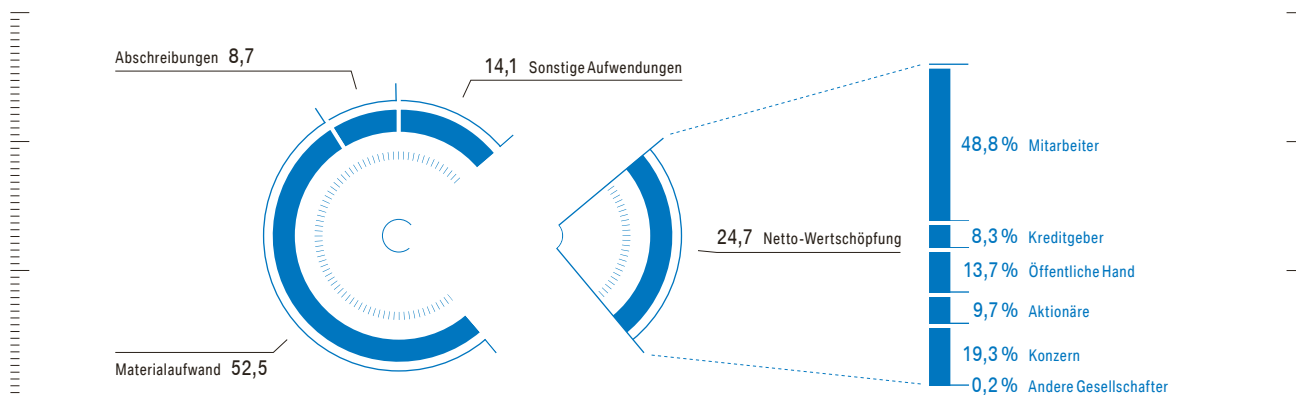 Abschreibungen 8,7
14,1 Sonstige Aufwendungen
24,7 Netto-Wertschöpfung
Materialaufwand 52,5
48,8 % Mitarbeiter
8,3 % Kreditgeber
13,7 % Öffentliche Hand
9,7 % Aktionäre
19,3 % Konzern
0,2 % Andere Gesellschafter